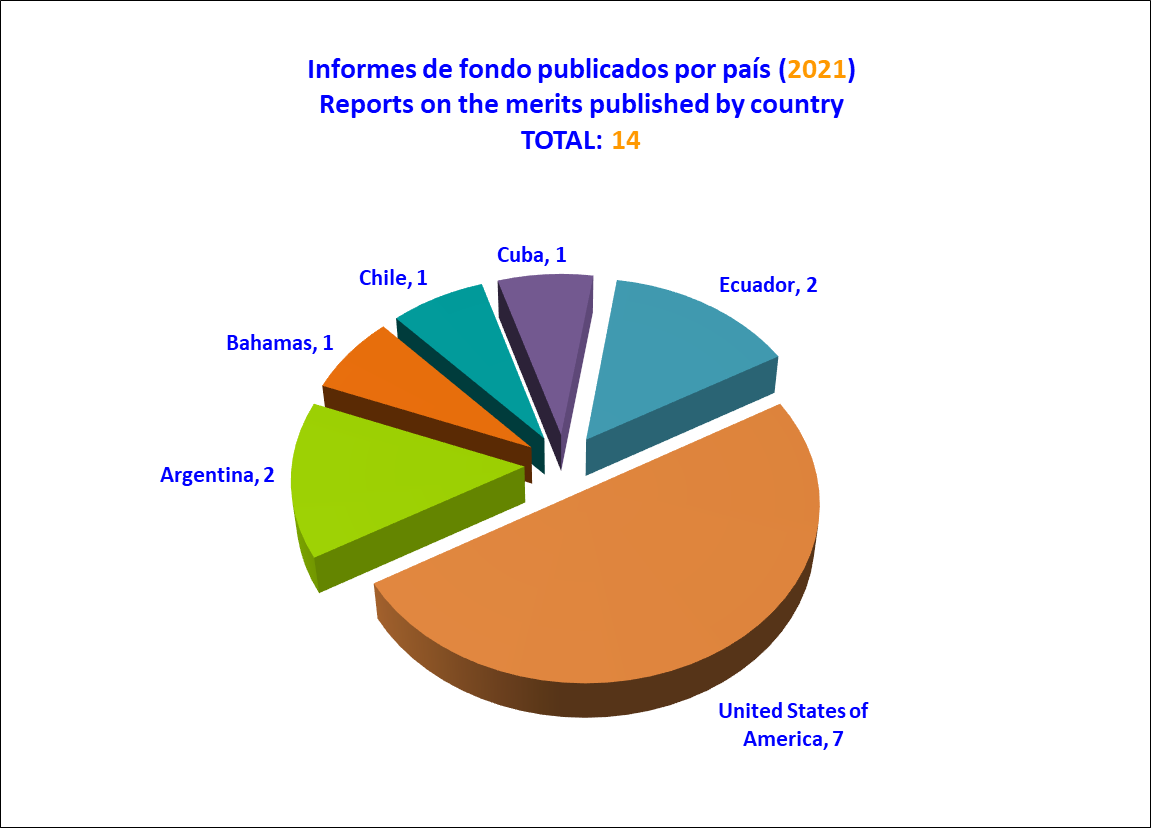 Informes de fondo publicados por país (2021)
Reports on the merits published by country
TOTAL: 14
Cuba, 1
Chile, 1
Ecuador, 2
Bahamas, 1
Argentina, 2
United States of
America, 7